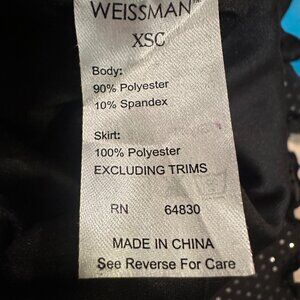 WEISSMAN
XSC
Body:
90% Polyester
10% Spandex
Skirt:
100% Polyester
EXCLUDING TRIMS
RN 64830
MADE IN CHINA
See Reverse For Care